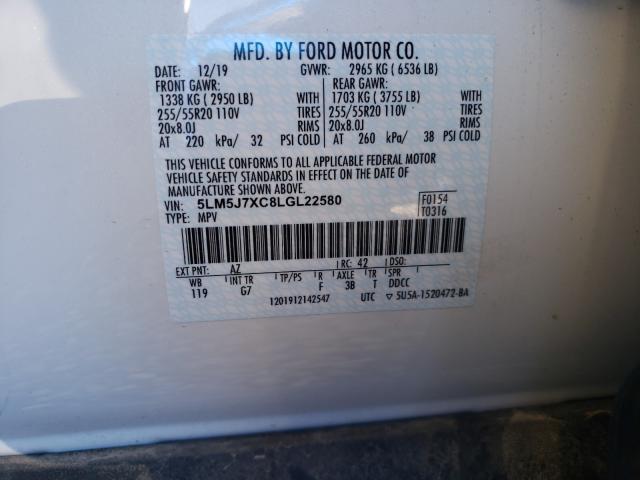 MFD. BY FORD MOTOR CO.
DATE: 12/19 GVWR: 2965 KG ( 6536 LB)
FRONT GAWR: REAR GAWR:
1338 KG ( 2950 LB) WITH 1703 KG ( 3755 LB) WITH
255/55R20 110V TIRES 255/55R20 110V TIRES
20x8.0J RIMS 20x8.0J RIMS
AT 220 kPa/ 32 PSI COLD AT 260 kPa/ 38 PSI COLD
THIS VEHICLE CONFORMS TO ALL APPLICABLE FEDERAL MOTOR
VEHICLE SAFETY STANDARDS IN EFFECT ON THE DATE OF
MANUFACTURE SHOWN ABOVE.
VIN: 5LM5J7XC8LGL22580 F0154
TYPE: MPV T0316
EXT PNT: AZ RC: 42 DSO:
WB INT TR TP/PS R AXLE TR SPR
119 G7 F 3B T DDCC
1201912142547 UTC ▽ 5U5A-1520472-BA